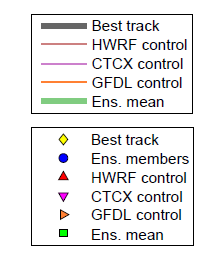 Best track
HWRF control
CTCX control
GFDL control
Ens. mean
Best track
Ens. members
HWRF control
CTCX control
GFDL control
Ens. mean